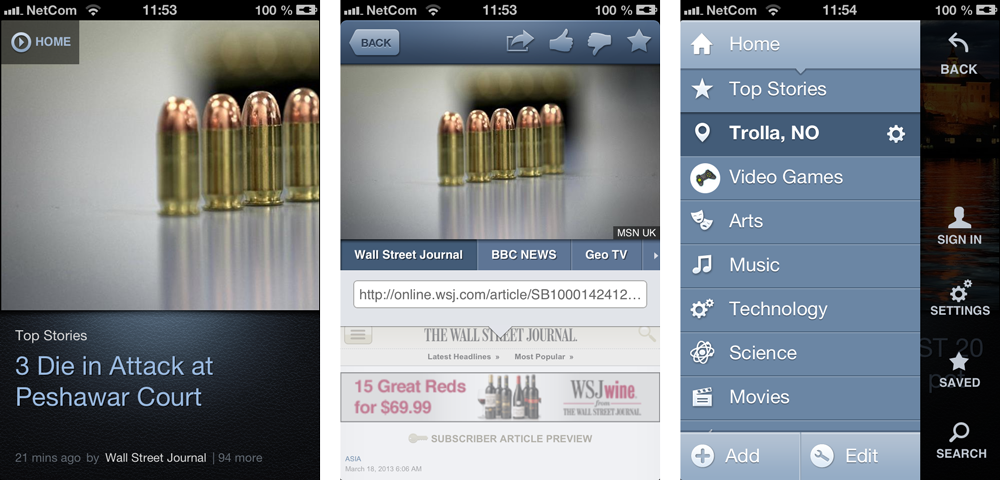 NetCom 11:53 100 %
HOME
Top Stories
3 Die in Attack at
Peshawar Court
21 mins ago by Wall Street Journal | 94 more
NetCom 11:53 100 %
BACK
MSN UK
Wall Street Journal BBC NEWS Geo TV
http://online.wsj.com/article/SB1000142412...
THE WALL STREET JOURNAL.
Latest Headlines » Most Popular »
15 Great Reds
for $69.99
WSJwine
from
THE WALL STREET JOURNAL
SUBSCRIBER ARTICLE PREVIEW
ASIA
March 18, 2013 6:06 AM
NetCom 11:54 100 %
Home
Top Stories
Trolla, NO
Video Games
Arts
Music
Technology
Science
Movies
Add Edit
BACK
SIGN IN
SETTINGS
ST 20
SAVED
SEARCH